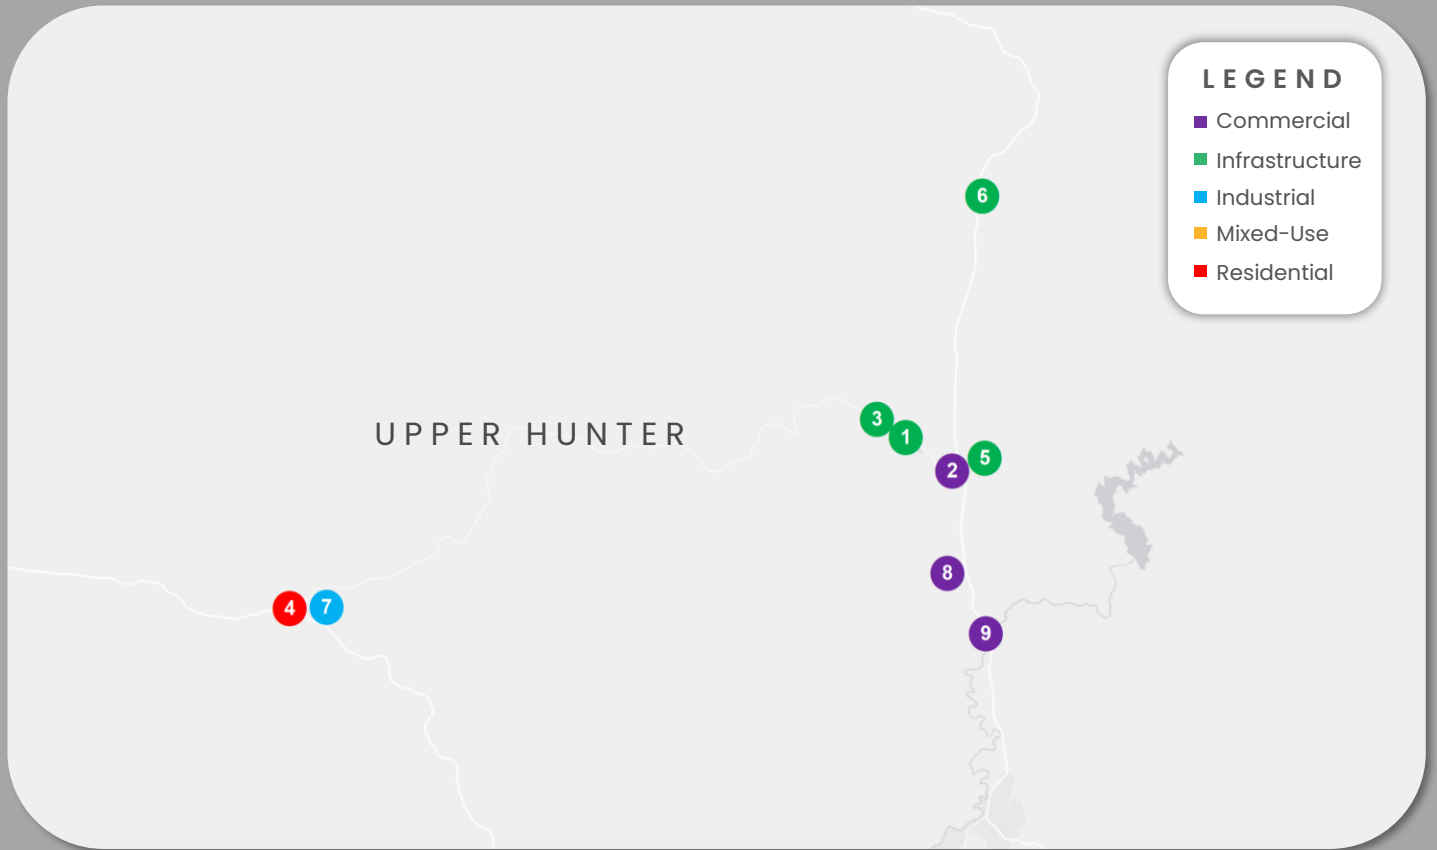 LEGEND
Commercial
Infrastructure
Industrial
Mixed-Use
Residential
6
UPPER HUNTER
3
1
5
2
8
4
7
9